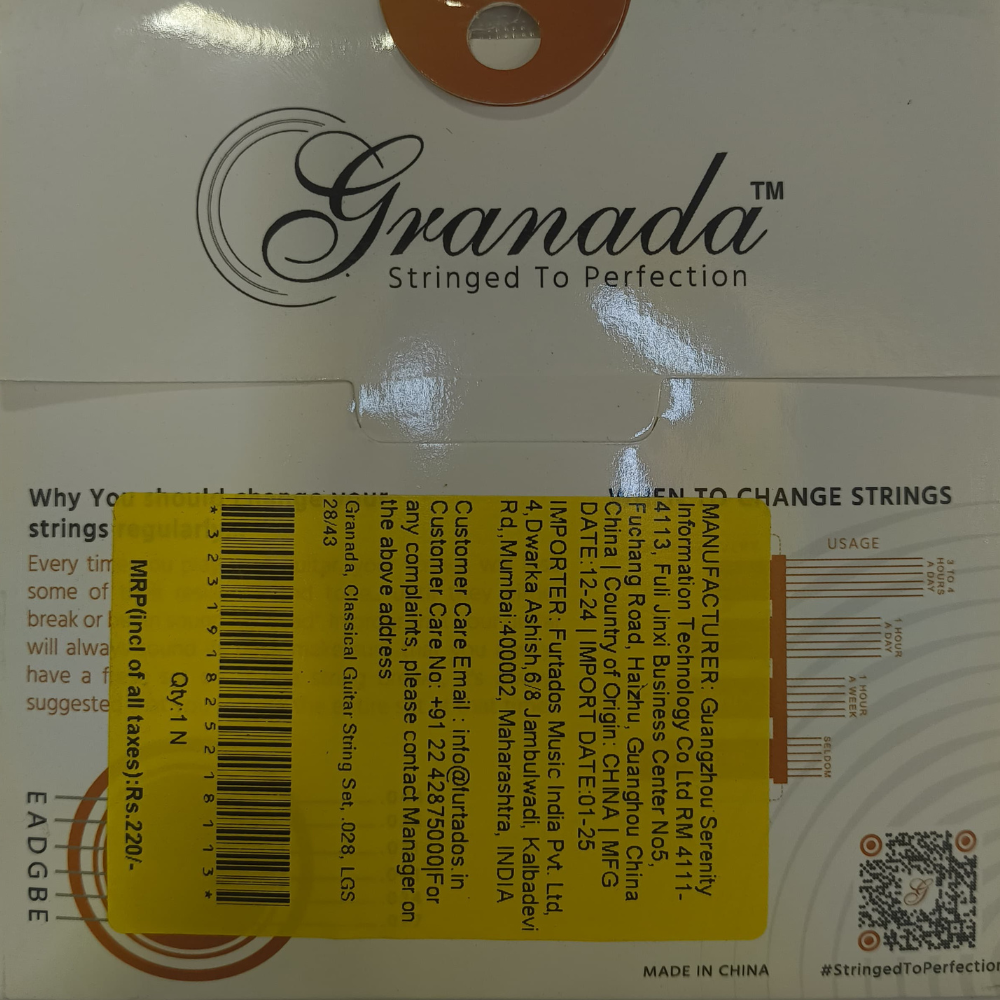 Granada™
Stringed To Perfection
Why You should change your
strings regularl
Every tim
some of
break or b
will alwa
have a f
suggested
E A D G B E
WHEN TO CHANGE STRINGS
USAGE
3 TO 4
HOURS
A DAY
1 HOUR
A DAY
1 HOUR
A WEEK
SELDOM
MANUFACTURER: Guangzhou Serenity
Information Technology Co Ltd RM 4111-
4113, Fuli Jinxi Business Center No5,
Fuchang Road, Haizhu, Guanghou China
China | Country of Origin: CHINA | MFG
DATE:12-24 | IMPORT DATE:01-25
IMPORTER: Furtados Music India Pvt. Ltd,
4,Dwarka Ashish,6/8 Jambulwadi, Kalbadevi
Rd,,Mumbai:400002, Maharashtra, INDIA
Customer Care Email : info@furtados.in
Customer Care No: +91 22 42875000|For
any complaints, please contact Manager on
the above address
Granada, Classical Guitar String Set, .028, LGS
28/43
*323191825218113*
Qty:1 N
MRP(incl of all taxes):Rs.220/-
MADE IN CHINA
#StringedToPerfection